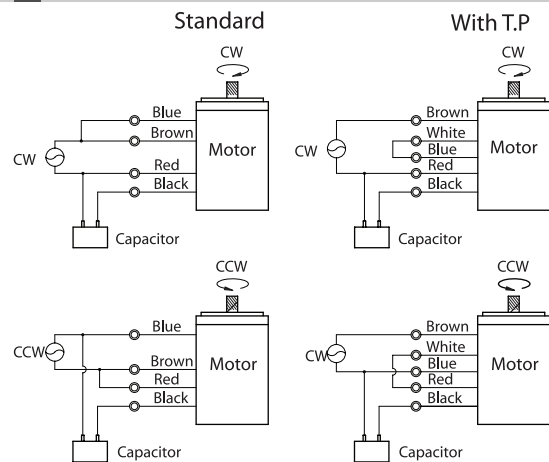 Standard
With T.P
CW
Blue
Brown
CW
Red
Black
Motor
Capacitor
CW
Brown
White
CW
Blue
Red
Black
Motor
Capacitor
CCW
Blue
CCW
Brown
Red
Black
Motor
Capacitor
CCW
Brown
White
CW
Blue
Red
Black
Motor
Capacitor